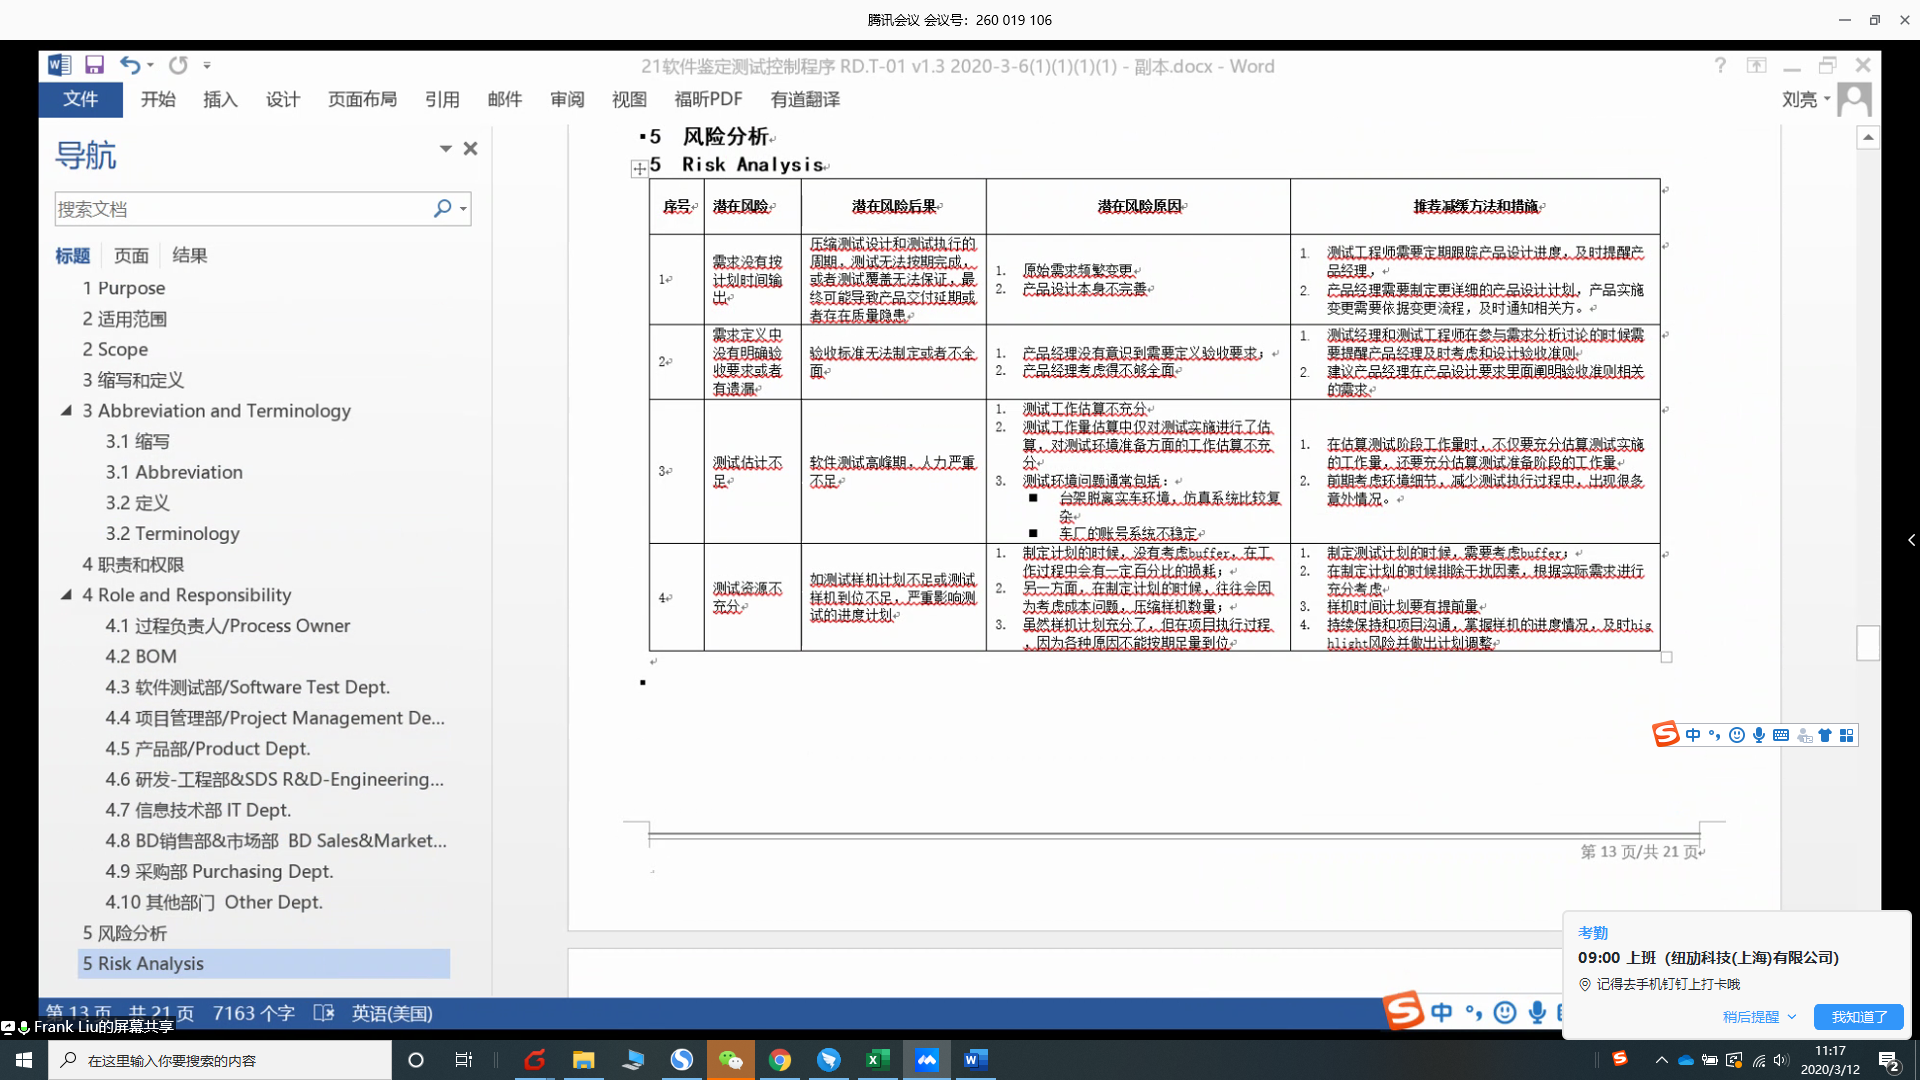 腾讯会议 会议号：260 019 106
21软件鉴定测试控制程序 RD.T-01 v1.3 2020-3-6(1)(1)(1)(1) - 副本.docx - Word
文件 开始 插入 设计 页面布局 引用 邮件 审阅 视图 福昕PDF 有道翻译
刘亮
导航
搜索文档
标题 页面 结果
1 Purpose
2 适用范围
2 Scope
3 缩写和定义
3 Abbreviation and Terminology
3.1 缩写
3.1 Abbreviation
3.2 定义
3.2 Terminology
4 职责和权限
4 Role and Responsibility
4.1 过程负责人/Process Owner
4.2 BOM
4.3 软件测试部/Software Test Dept.
4.4 项目管理部/Project Management De...
4.5 产品部/Product Dept.
4.6 研发-工程部&SDS R&D-Engineering...
4.7 信息技术部 IT Dept.
4.8 BD销售部&市场部 BD Sales&Market...
4.9 采购部 Purchasing Dept.
4.10 其他部门 Other Dept.
5 风险分析
5 Risk Analysis
5 风险分析
5 Risk Analysis
序号 潜在风险 潜在风险后果 潜在风险原因 推荐减缓方法和措施
1
需求没有按
计划时间输
出
压缩测试设计和测试执行的
周期，测试无法按期完成，
或者测试覆盖无法保证，最
终可能导致产品交付延期或
者存在质量隐患
1. 原始需求频繁变更
2. 产品设计本身不完善
1. 测试工程师需要定期跟踪产品设计进度，及时提醒产
品经理，
2. 产品经理需要制定更详细的产品设计计划，产品实施
变更需要依据变更流程，及时通知相关方。
2
需求定义中
没有明确验
收要求或者
有遗漏
验收标准无法制定或者不全
面
1. 产品经理没有意识到需要定义验收要求；
2. 产品经理考虑得不够全面
1. 测试经理和测试工程师在参与需求分析讨论的时候需
要提醒产品经理及时考虑和设计验收准则
2. 建议产品经理在产品设计要求里面阐明验收准则相关
的需求
3
测试估计不
足
软件测试高峰期，人力严重
不足
1. 测试工作估算不充分
2. 测试工作量估算中仅对测试实施进行了估
算，对测试环境准备方面的工作估算不充
分
3. 测试环境问题通常包括：
■ 台架脱离实车环境，仿真系统比较复
杂
■ 车厂的账号系统不稳定
1. 在估算测试阶段工作量时，不仅要充分估算测试实施
的工作量，还要充分估算测试准备阶段的工作量
2. 前期考虑环境细节，减少测试执行过程中，出现很多
意外情况。
4
测试资源不
充分
如测试样机计划不足或测试
样机到位不足，严重影响测
试的进度计划
1. 制定计划的时候，没有考虑buffer，在工
作过程中会有一定百分比的损耗；
2. 另一方面，在制定计划的时候，往往会因
为考虑成本问题，压缩样机数量；
3. 虽然样机计划充分了，但在项目执行过程
，因为各种原因不能按期足量到位
1. 制定测试计划的时候，需要考虑buffer；
2. 在制定计划的时候排除干扰因素，根据实际需求进行
充分考虑
3. 样机时间计划要有提前量
4. 持续保持和项目沟通，掌握样机的进度情况，及时hig
hlight风险并做出计划调整
中
第 13 页/共 21 页
考勤
09:00 上班 (纽劢科技(上海)有限公司)
记得去手机钉钉上打卡哦
稍后提醒 我知道了
第 13 页，共 21 页 7163 个字 英语(美国)
中
Frank Liu的屏幕共享
在这里输入你要搜索的内容
11:17
2020/3/12
2